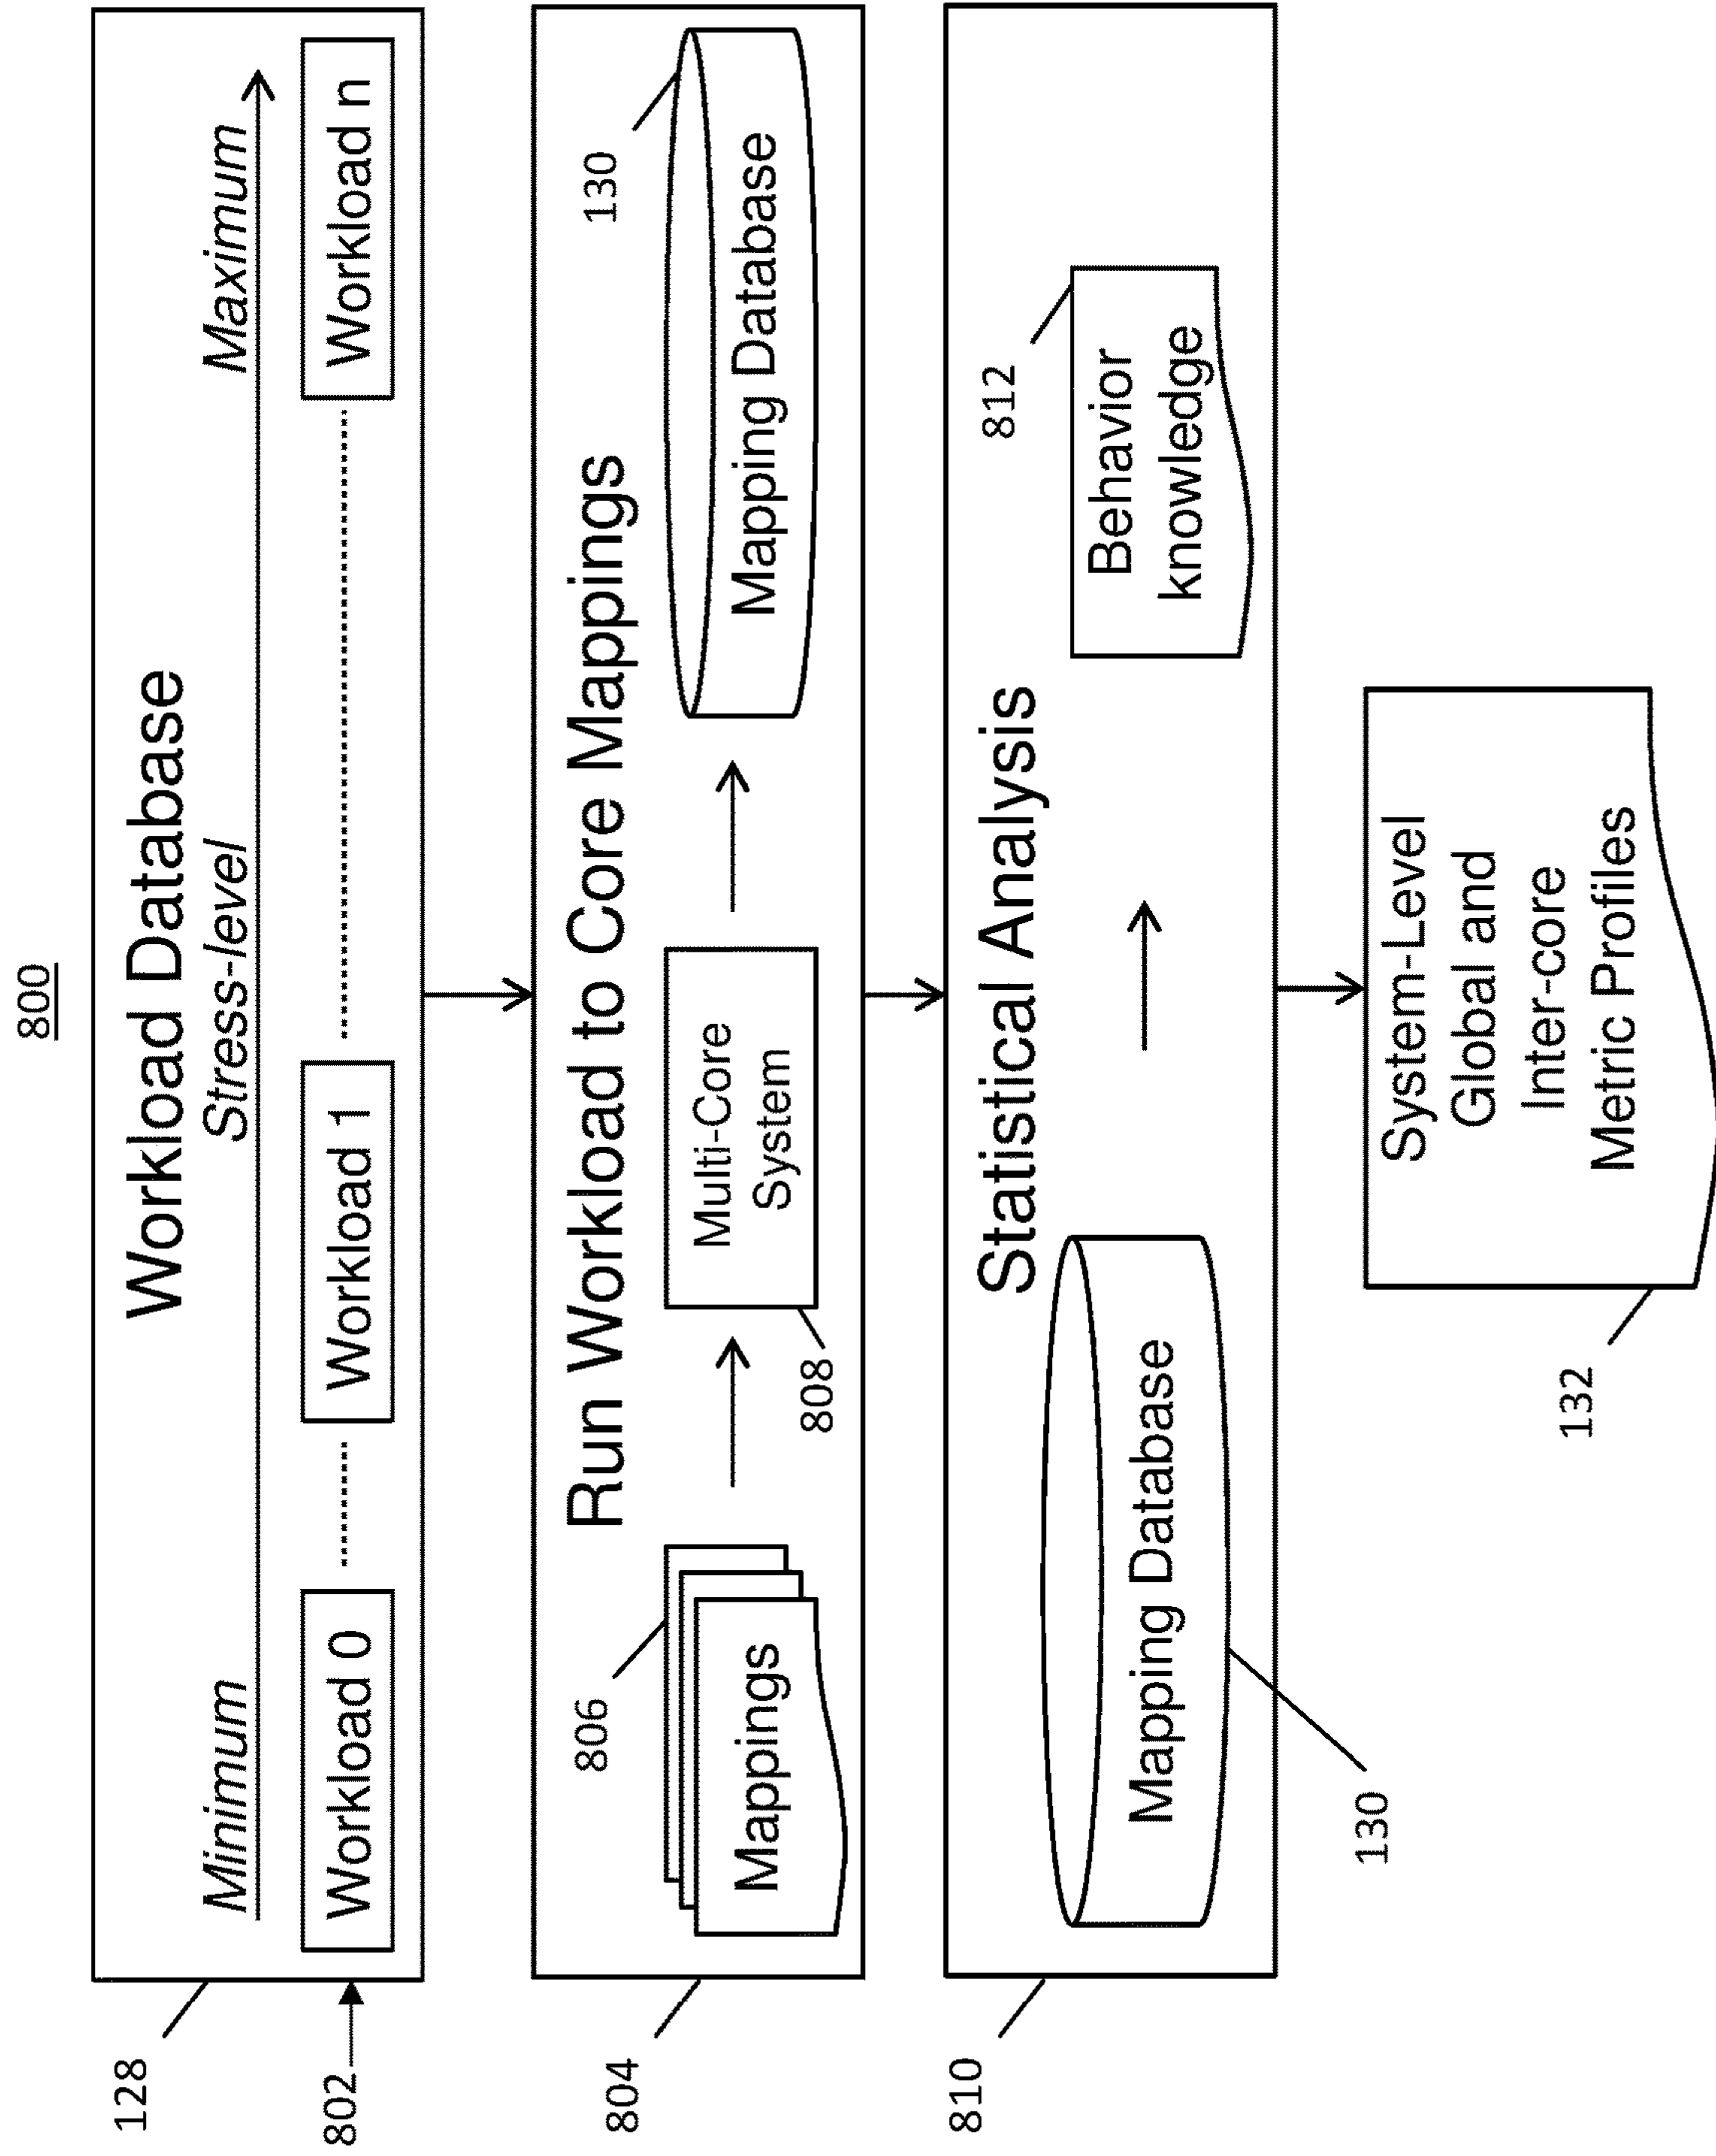 800
Workload Database
Minimum
Stress-level
Maximum
Workload 0
Workload 1
Workload n
128
802
Run Workload to Core Mappings
806
Mappings
Multi-Core
System
808
130
Mapping Database
804
Statistical Analysis
Mapping Database
130
812
Behavior
knowledge
810
System-Level
Global and
Inter-core
Metric Profiles
132